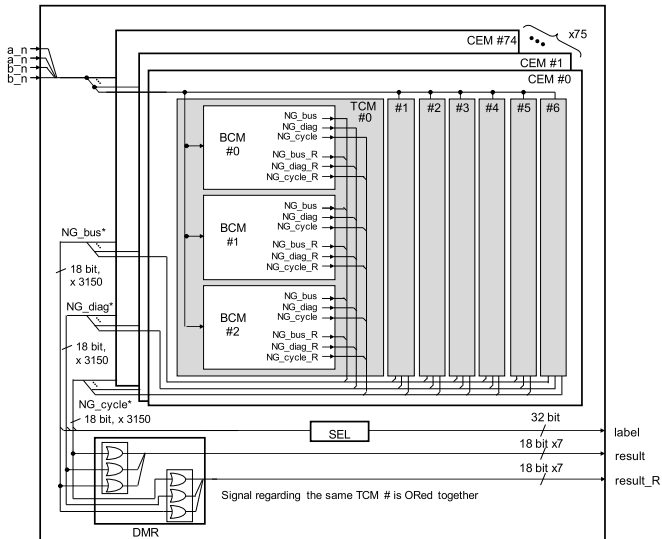 CEM #74
x75
a_n
a_n
b_n
b_n
CEM #1
CEM #0
TCM
#0
#1
#2
#3
#4
#5
#6
BCM
#0
NG_bus
NG_diag
NG_cycle
NG_bus_R
NG_diag_R
NG_cycle_R
BCM
#1
NG_bus
NG_diag
NG_cycle
NG_bus_R
NG_diag_R
NG_cycle_R
BCM
#2
NG_bus
NG_diag
NG_cycle
NG_bus_R
NG_diag_R
NG_cycle_R
NG_bus*
18 bit,
x 3150
NG_diag*
18 bit,
x 3150
NG_cycle*
18 bit, x 3150
SEL
32 bit
label
18 bit x7
result
18 bit x7
result_R
Signal regarding the same TCM # is ORed together
DMR